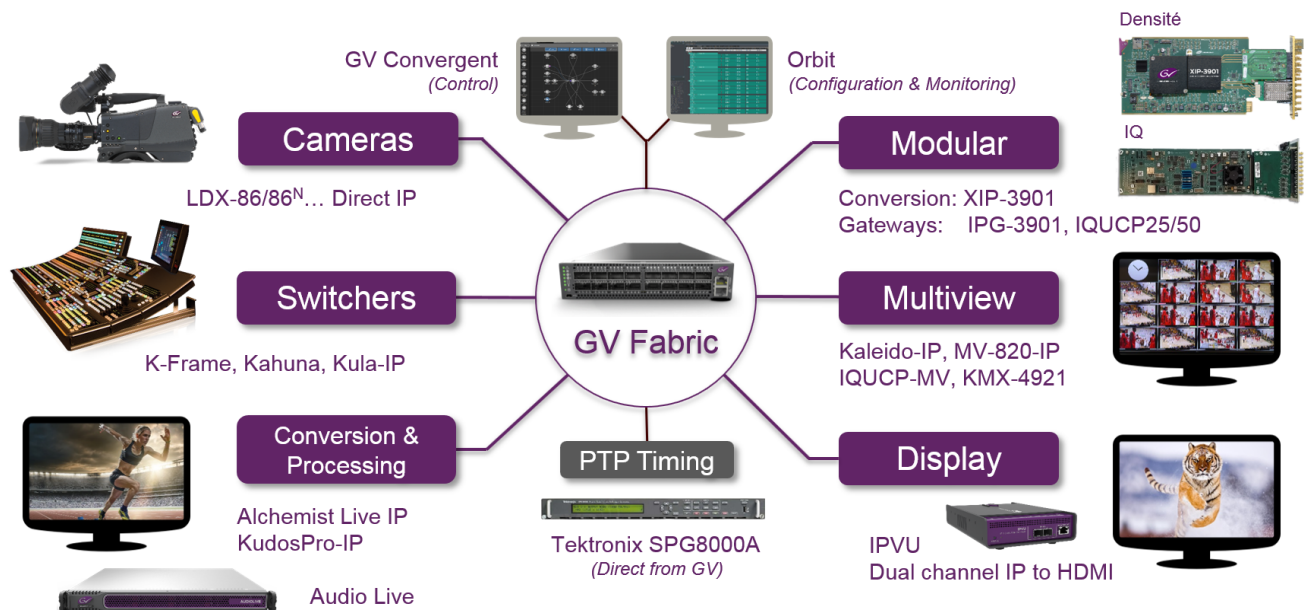 GV Convergent
(Control)
Orbit
(Configuration & Monitoring)
Densité
XIP-3901
IQ
Cameras
LDX-86/86ᴺ... Direct IP
Modular
Conversion: XIP-3901
Gateways: IPG-3901, IQUCP25/50
Switchers
K-Frame, Kahuna, Kula-IP
GV Fabric
Multiview
Kaleido-IP, MV-820-IP
IQUCP-MV, KMX-4921
Conversion &
Processing
Alchemist Live IP
KudosPro-IP
Audio Live
PTP Timing
Tektronix SPG8000A
(Direct from GV)
Display
IPVU
Dual channel IP to HDMI